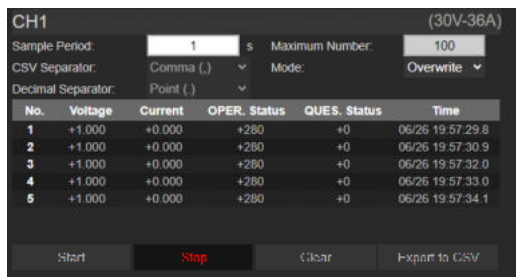 CH1 (30V-36A)
Sample Period: 1 s Maximum Number: 100
CSV Separator: Comma (,) Mode: Overwrite
Decimal Separator: Point (.)
No. Voltage Current OPER. Status QUES. Status Time
1 +1.000 +0.000 +280 +0 06/26 19:57:29.8
2 +1.000 +0.000 +280 +0 06/26 19:57:30.9
3 +1.000 +0.000 +280 +0 06/26 19:57:32.0
4 +1.000 +0.000 +280 +0 06/26 19:57:33.0
5 +1.000 +0.000 +280 +0 06/26 19:57:34.1
Start Stop Clear Export to CSV